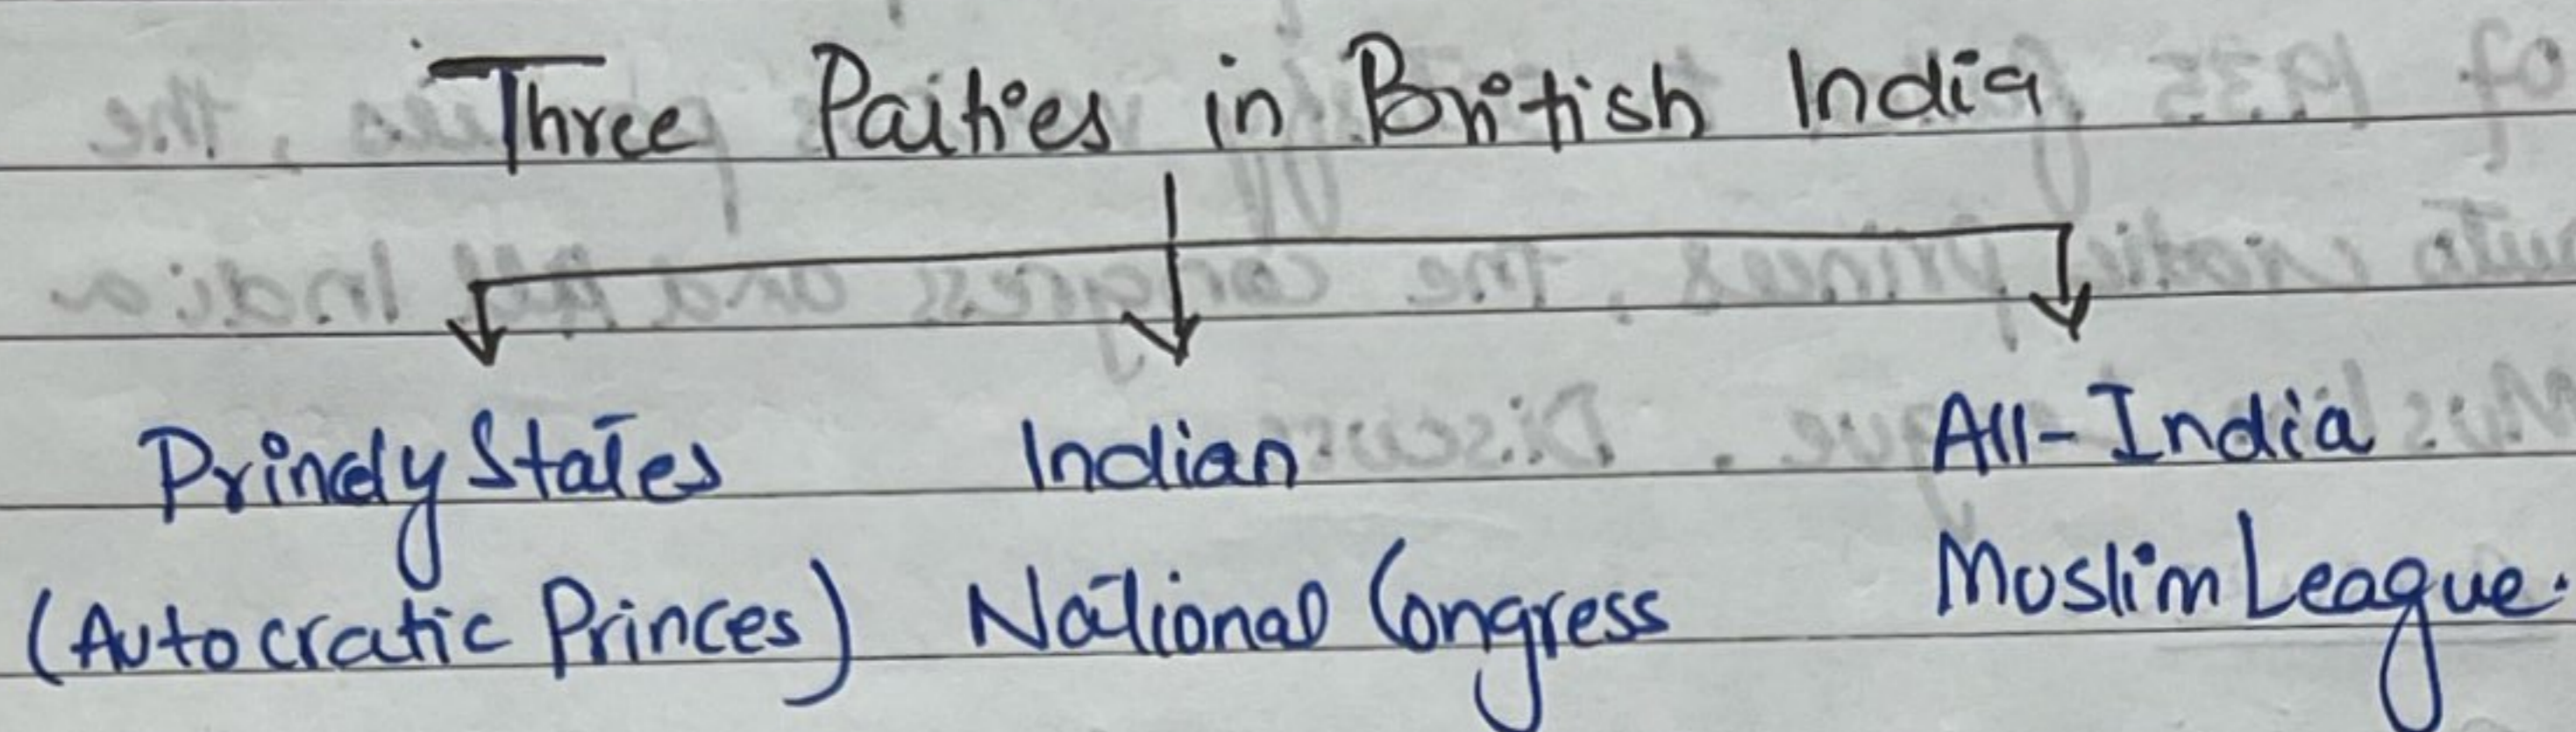 Three Parties in British India
Princely States
(Autocratic Princes)
Indian
National Congress
All-India
Muslim League.